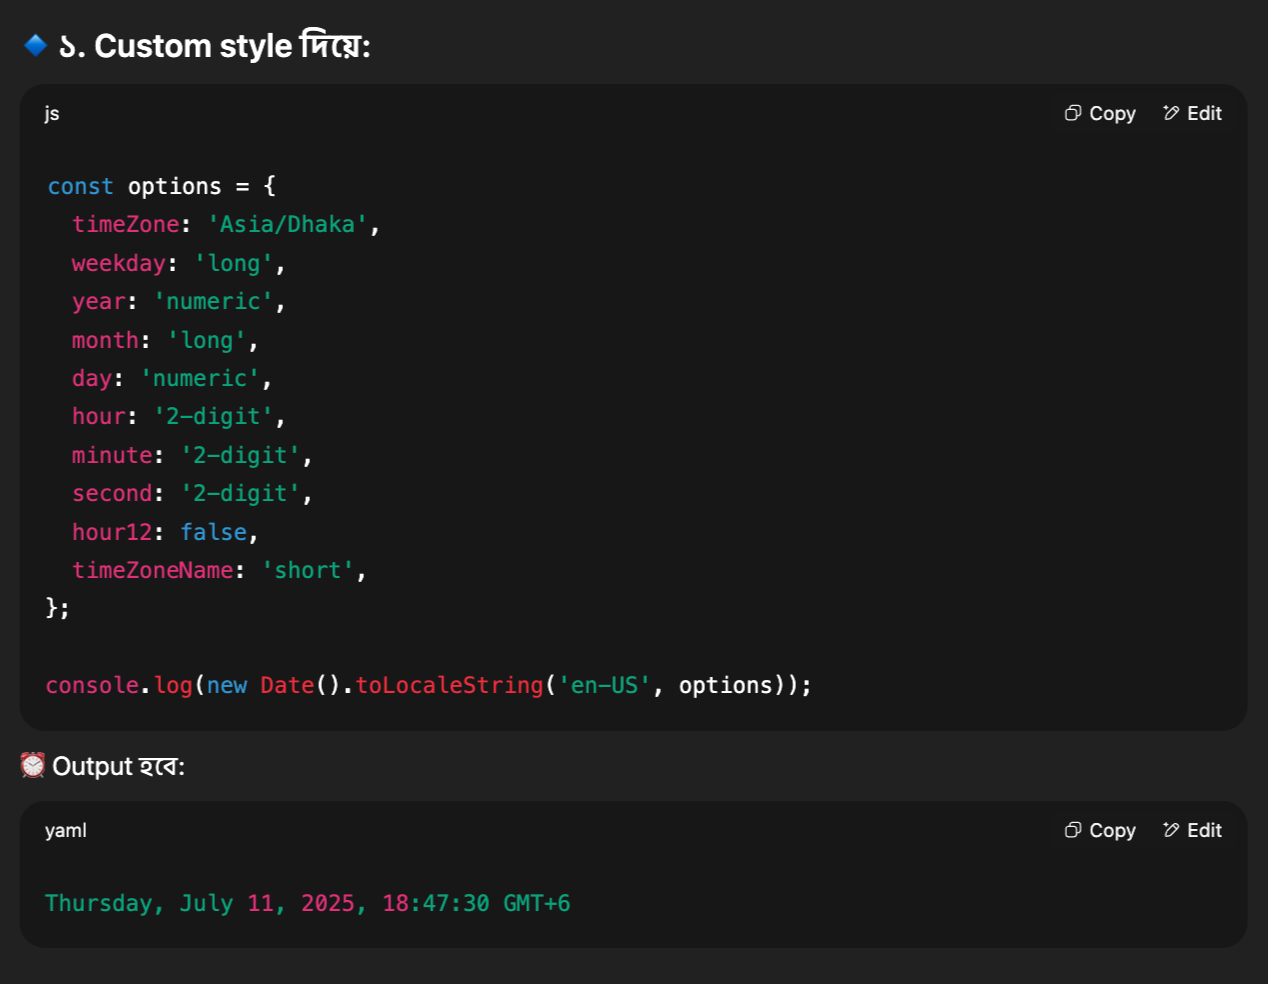 🔷 ১. Custom style দিয়ে:
js
Copy
Edit
const options = {
  timeZone: 'Asia/Dhaka',
  weekday: 'long',
  year: 'numeric',
  month: 'long',
  day: 'numeric',
  hour: '2-digit',
  minute: '2-digit',
  second: '2-digit',
  hour12: false,
  timeZoneName: 'short',
};
console.log(new Date().toLocaleString('en-US', options));
⏰ Output হবে:
yaml
Copy
Edit
Thursday, July 11, 2025, 18:47:30 GMT+6